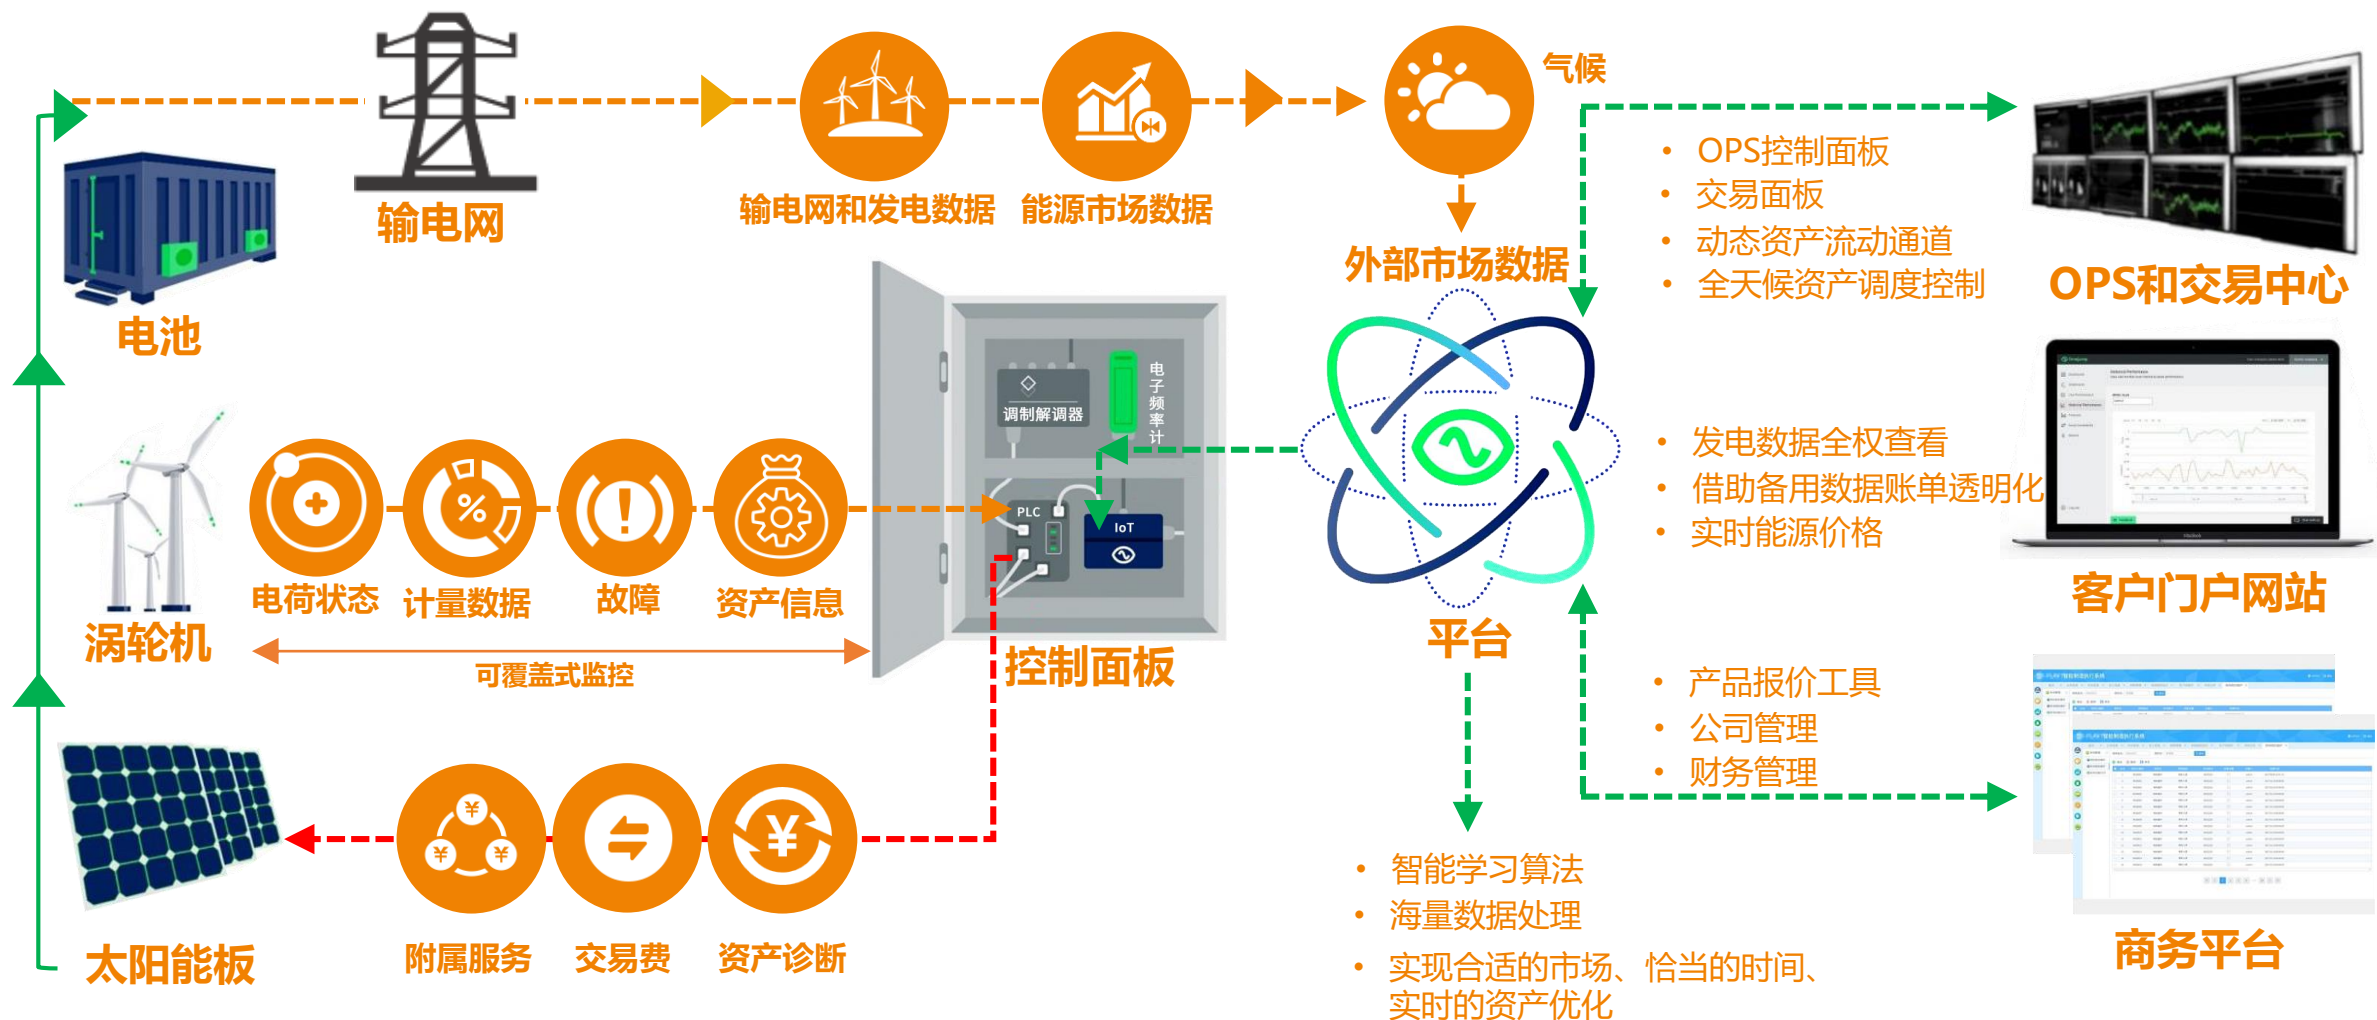 气候
输电网
输电网和发电数据
能源市场数据
外部市场数据
• OPS控制面板
• 交易面板
• 动态资产流动通道
• 全天候资产调度控制
OPS和交易中心
电池
调制解调器
电子频率计
PLC
IoT
电荷状态
计量数据
故障
资产信息
可覆盖式监控
涡轮机
控制面板
平台
• 发电数据全权查看
• 借助备用数据账单透明化
• 实时能源价格
客户门户网站
• 产品报价工具
• 公司管理
• 财务管理
商务平台
太阳能板
附属服务
交易费
资产诊断
• 智能学习算法
• 海量数据处理
• 实现合适的市场、恰当的时间、
实时的资产优化